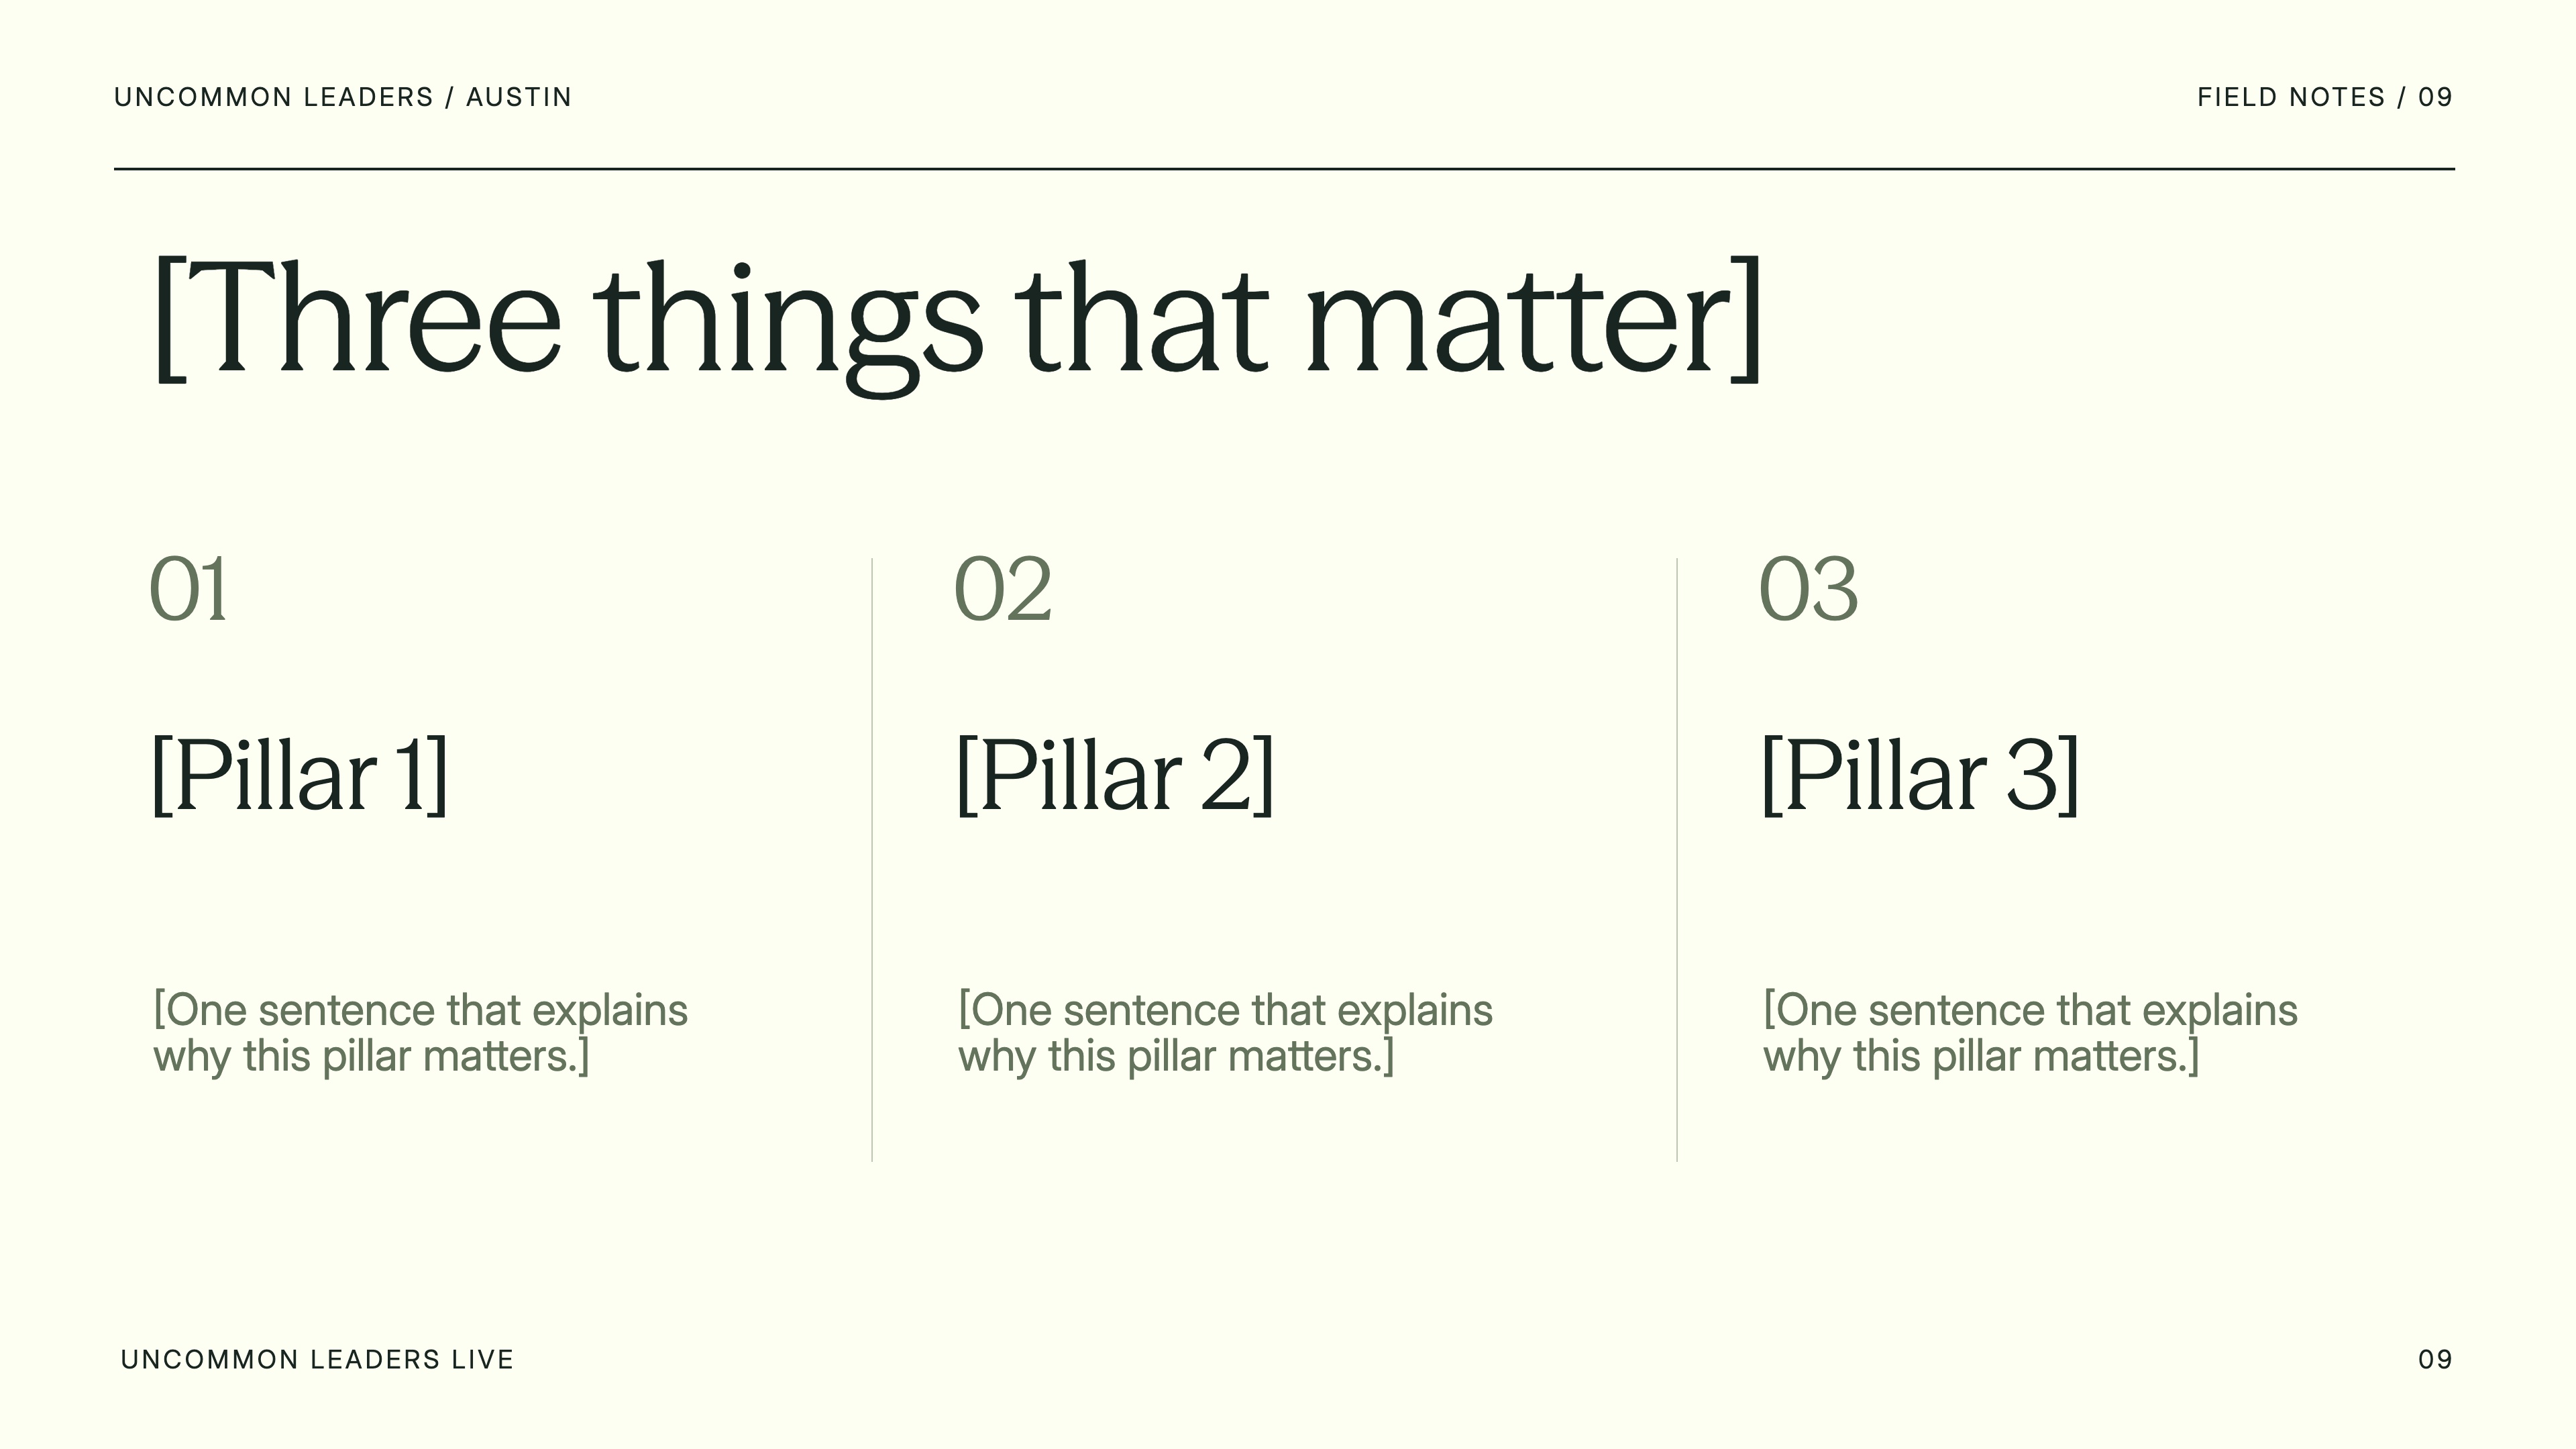 UNCOMMON LEADERS / AUSTIN
FIELD NOTES / 09
[Three things that matter]
01
[Pillar 1]
[One sentence that explains
why this pillar matters.]
02
[Pillar 2]
[One sentence that explains
why this pillar matters.]
03
[Pillar 3]
[One sentence that explains
why this pillar matters.]
UNCOMMON LEADERS LIVE
09